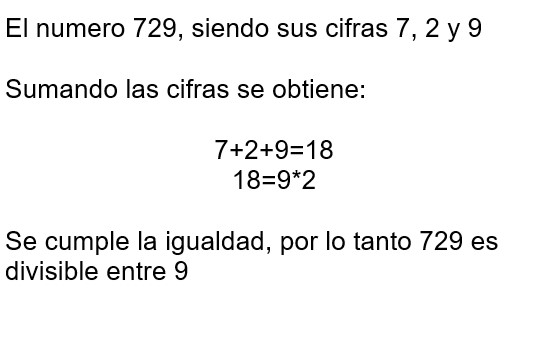 El numero 729, siendo sus cifras 7, 2 y 9
Sumando las cifras se obtiene:
7+2+9=18
18=9*2
Se cumple la igualdad, por lo tanto 729 es
divisible entre 9